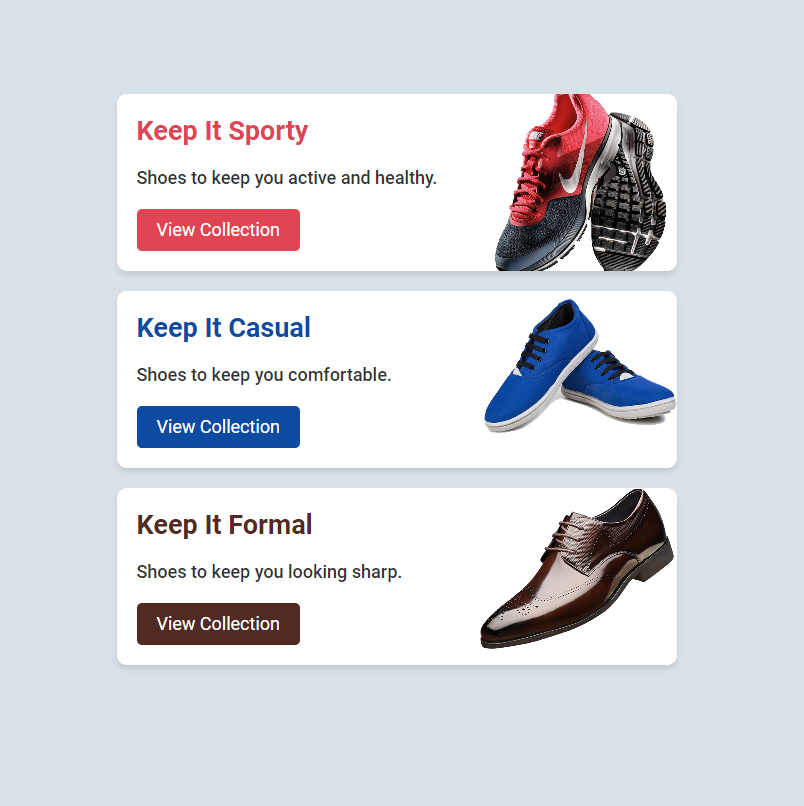 Keep It Sporty
Shoes to keep you active and healthy.
View Collection
Keep It Casual
Shoes to keep you comfortable.
View Collection
Keep It Formal
Shoes to keep you looking sharp.
View Collection